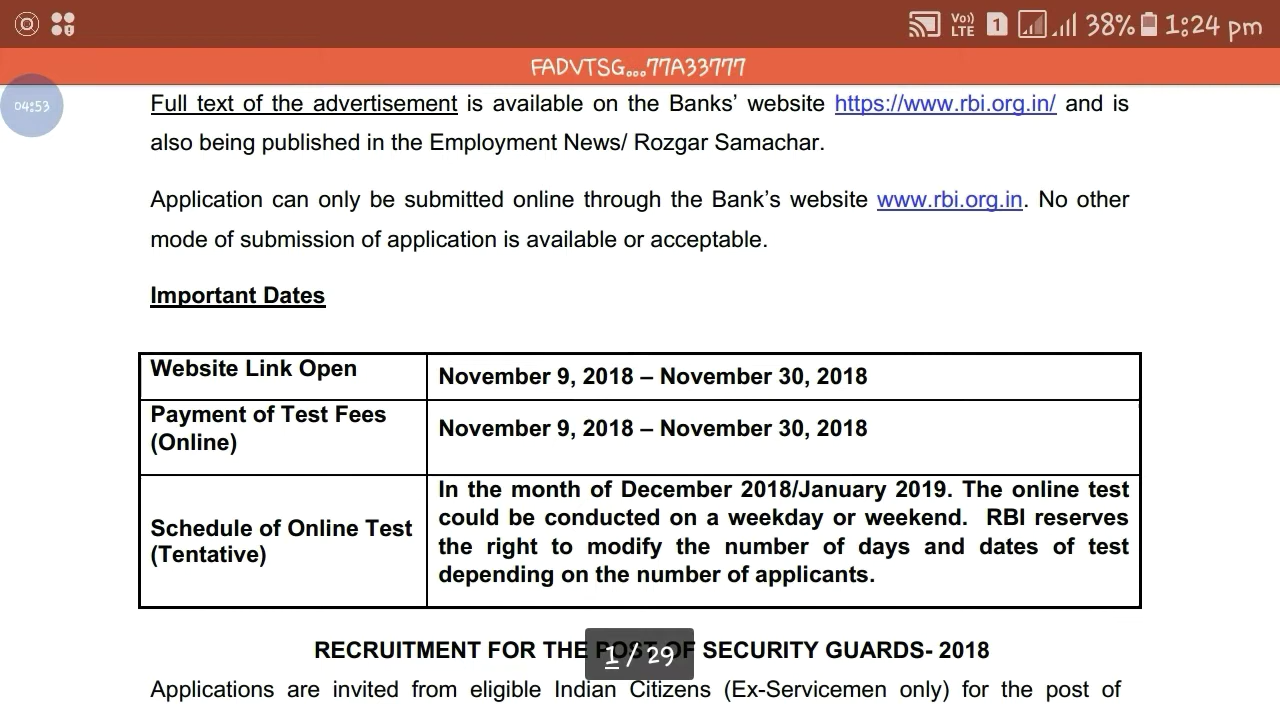 Vo))
LTE
1
38%
1:24 pm
FADVTSG...77A33777
04:53
Full text of the advertisement is available on the Banks’ website https://www.rbi.org.in/ and is
also being published in the Employment News/ Rozgar Samachar.
Application can only be submitted online through the Bank’s website www.rbi.org.in. No other
mode of submission of application is available or acceptable.
Important Dates
Website Link Open
November 9, 2018 – November 30, 2018
Payment of Test Fees
(Online)
November 9, 2018 – November 30, 2018
Schedule of Online Test
(Tentative)
In the month of December 2018/January 2019. The online test
could be conducted on a weekday or weekend. RBI reserves
the right to modify the number of days and dates of test
depending on the number of applicants.
RECRUITMENT FOR THE POST OF SECURITY GUARDS- 2018
1 / 29
Applications are invited from eligible Indian Citizens (Ex-Servicemen only) for the post of